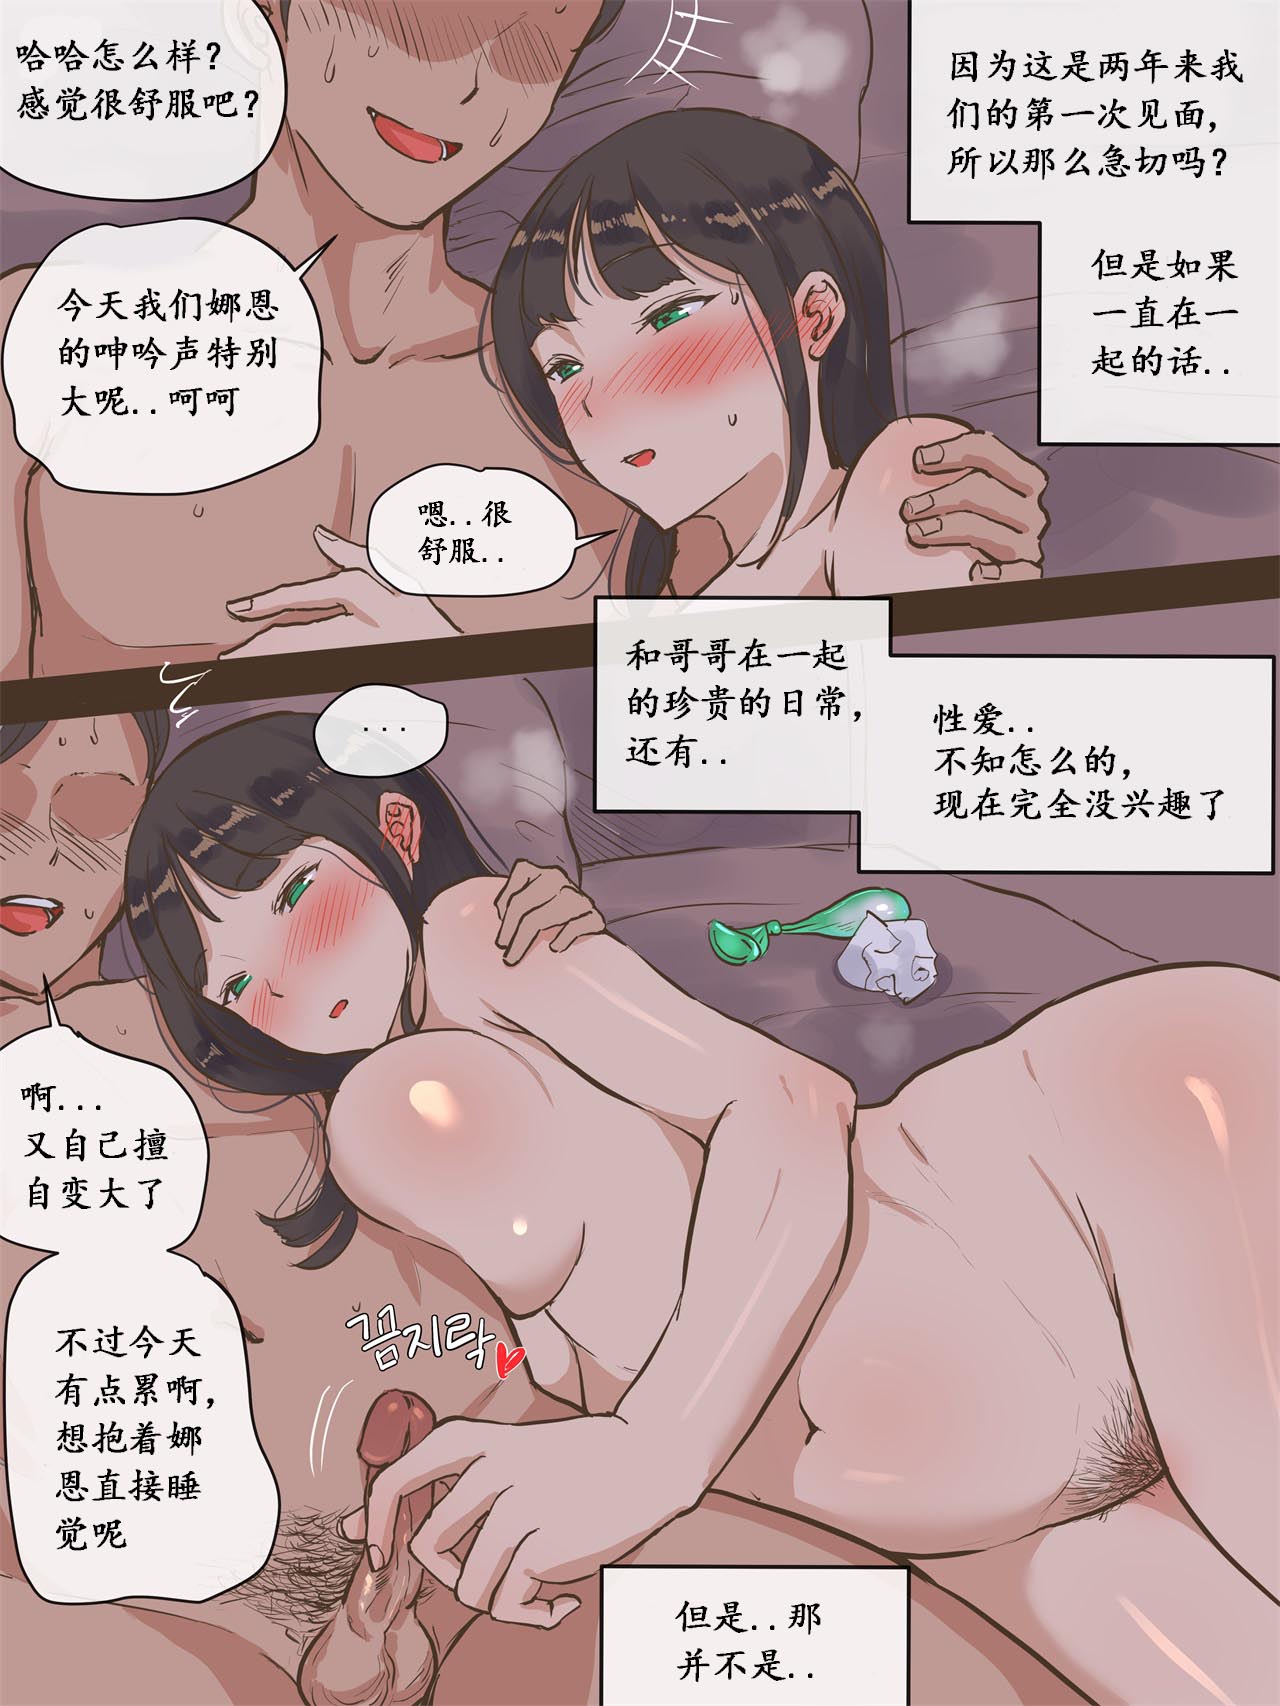 哈哈怎么样？
感觉很舒服吧？
因为这是两年来我
们的第一次见面，
所以那么急切吗？
但是如果
一直在一
起的话..
今天我们娜恩
的呻吟声特别
大呢..呵呵
嗯..很
舒服..
和哥哥在一起
的珍贵的日常，
还有..
性爱..
不知怎么的，
现在完全没兴趣了
...
啊...
又自己擅
自变大了
不过今天
有点累啊，
想抱着娜
恩直接睡
觉呢
꼼지락
但是..那
并不是..